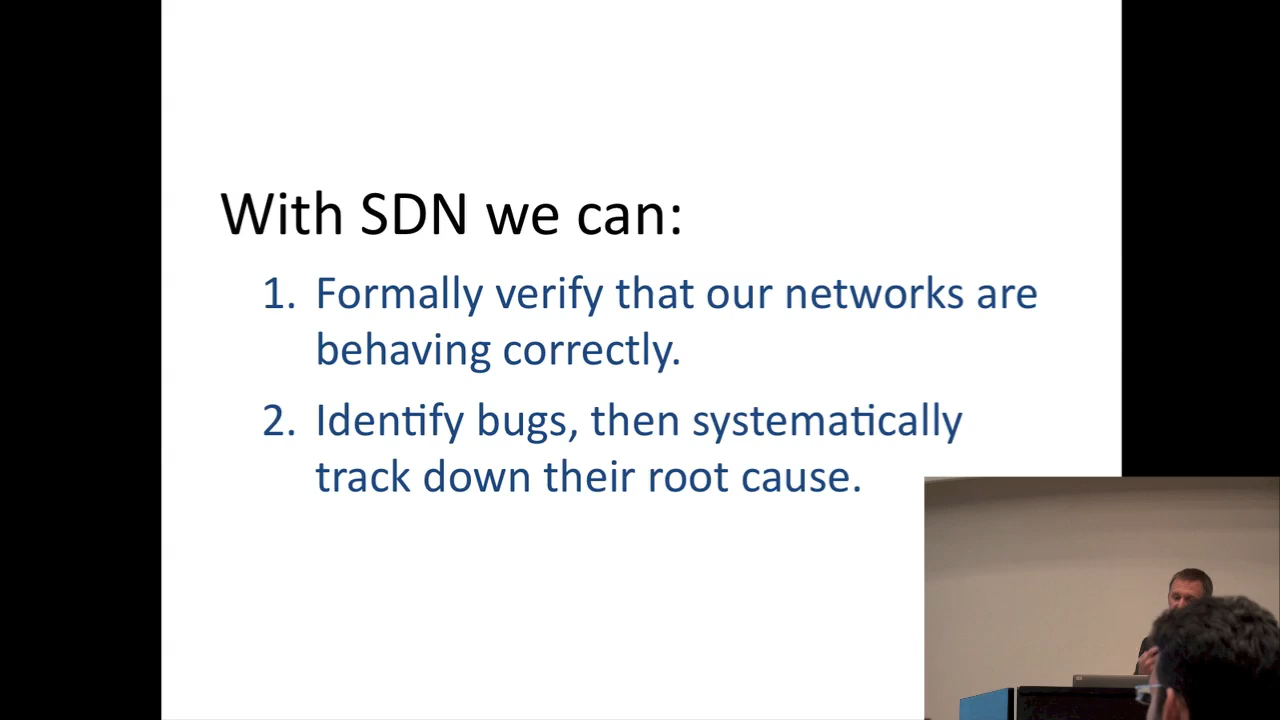 With SDN we can:
1. Formally verify that our networks are
behaving correctly.
2. Identify bugs, then systematically
track down their root cause.